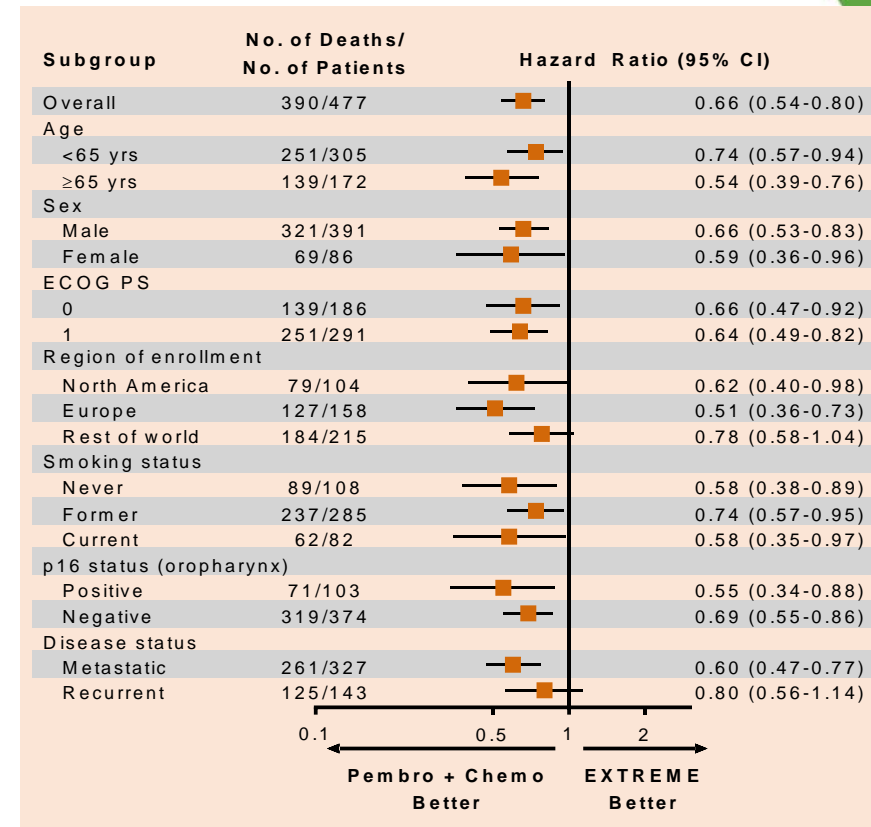 No. of Deaths/
Subgroup No. of Patients Hazard Ratio (95% CI)
Overall 390/477 0.66 (0.54-0.80)
Age
<65 yrs 251/305 0.74 (0.57-0.94)
≥65 yrs 139/172 0.54 (0.39-0.76)
Sex
Male 321/391 0.66 (0.53-0.83)
Female 69/86 0.59 (0.36-0.96)
ECOG PS
0 139/186 0.66 (0.47-0.92)
1 251/291 0.64 (0.49-0.82)
Region of enrollment
North America 79/104 0.62 (0.40-0.98)
Europe 127/158 0.51 (0.36-0.73)
Rest of world 184/215 0.78 (0.58-1.04)
Smoking status
Never 89/108 0.58 (0.38-0.89)
Former 237/285 0.74 (0.57-0.95)
Current 62/82 0.58 (0.35-0.97)
p16 status (oropharynx)
Positive 71/103 0.55 (0.34-0.88)
Negative 319/374 0.69 (0.55-0.86)
Disease status
Metastatic 261/327 0.60 (0.47-0.77)
Recurrent 125/143 0.80 (0.56-1.14)
0.1 0.5 1 2
Pembro + Chemo EXTREME
Better Better